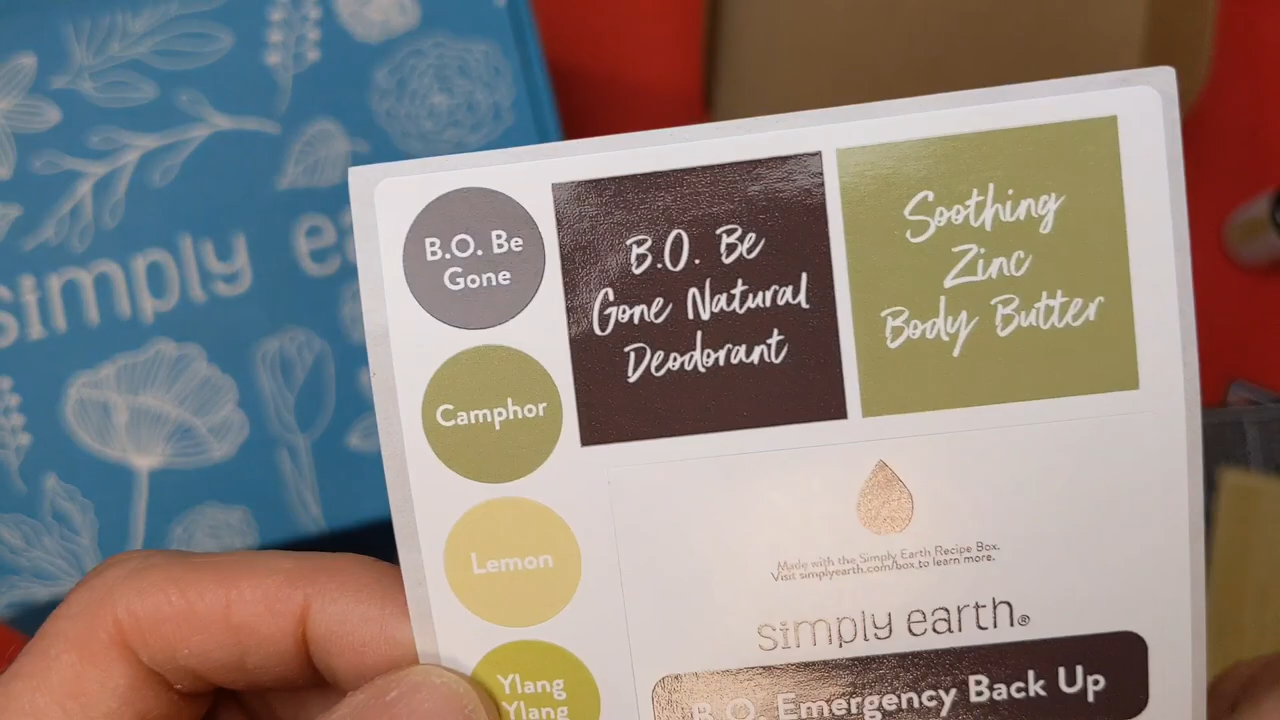 simply ea
B.O. Be
Gone
B.O. Be
Gone Natural
Deodorant
Soothing
Zinc
Body Butter
Camphor
Lemon
Ylang
Ylang
Made with the Simply Earth Recipe Box.
Visit simplyearth.com/box to learn more.
simply earth®
B.O. Emergency Back Up